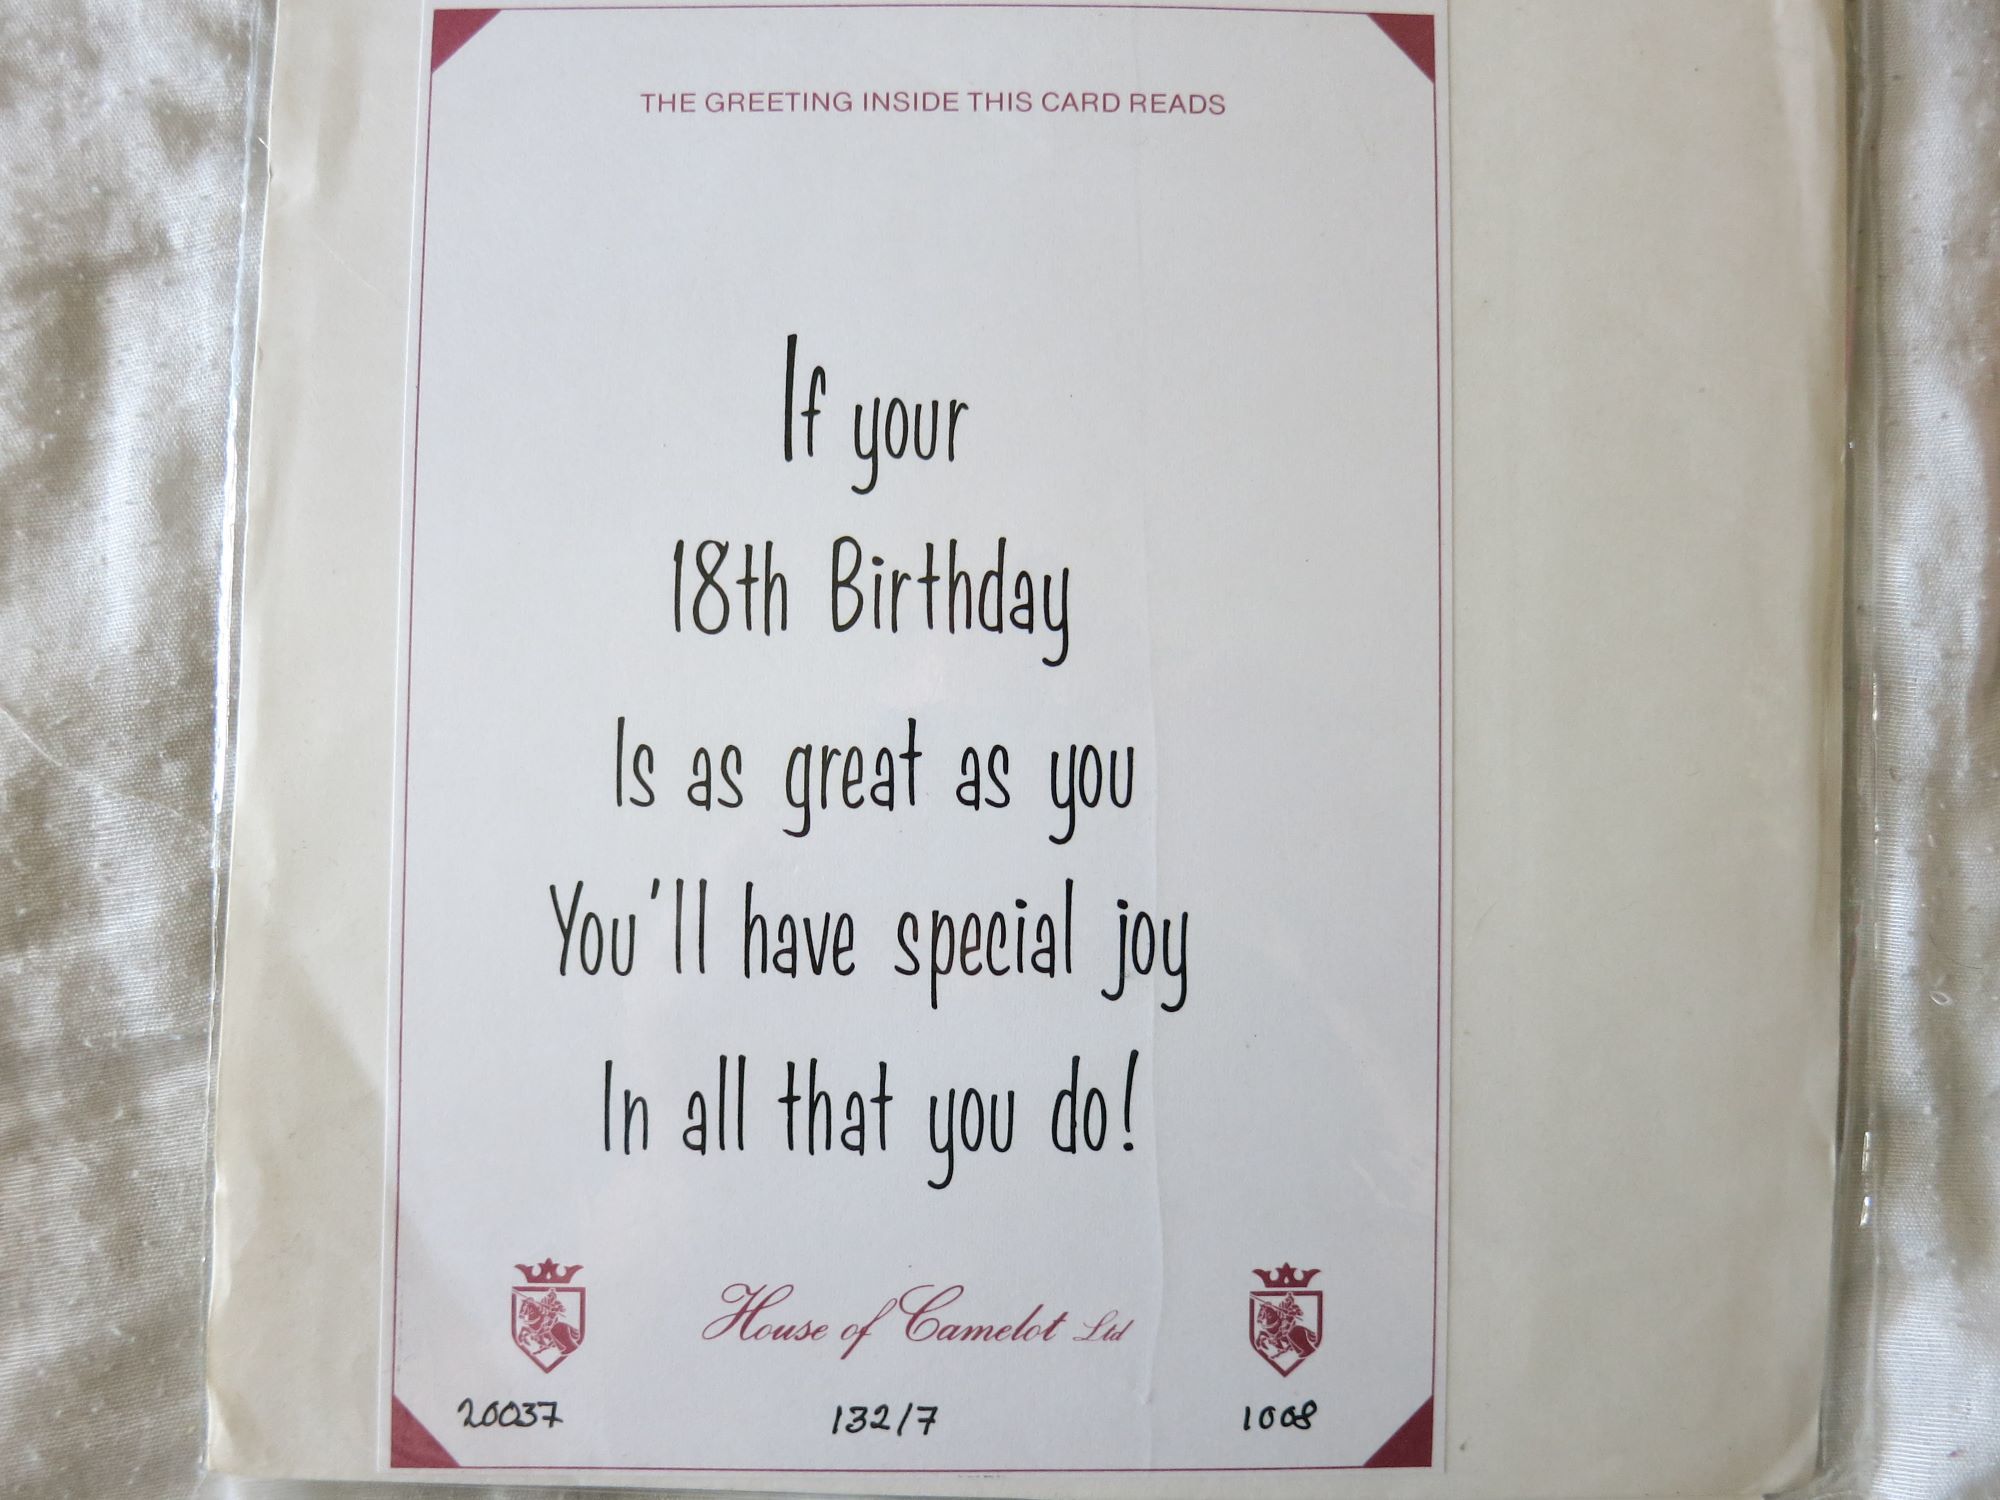 THE GREETING INSIDE THIS CARD READS
If your
18th Birthday
Is as great as you
You'll have special joy
In all that you do!
House of Camelot Ltd
20037 132/7 1008